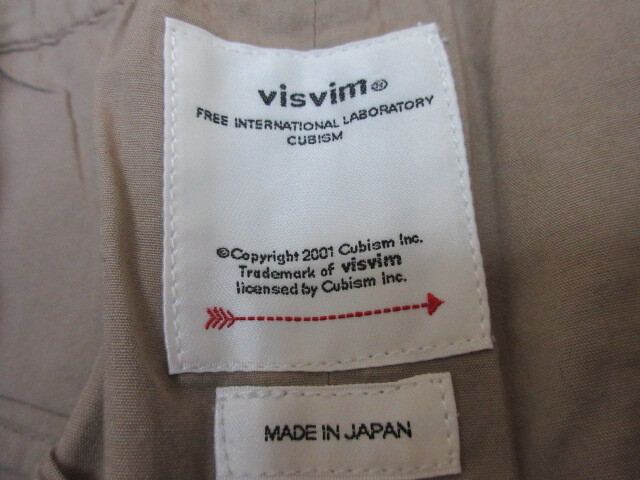 visvim®
FREE INTERNATIONAL LABORATORY
CUBISM
©Copyright 2001 Cubism Inc.
Trademark of visvim
licensed by Cubism Inc.
MADE IN JAPAN